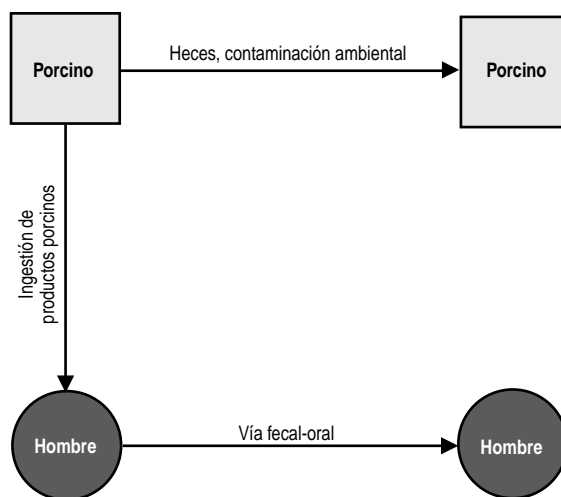 Heces, contaminación ambiental
Porcino
Porcino
Ingestión de
productos porcinos
Vía fecal-oral
Hombre
Hombre